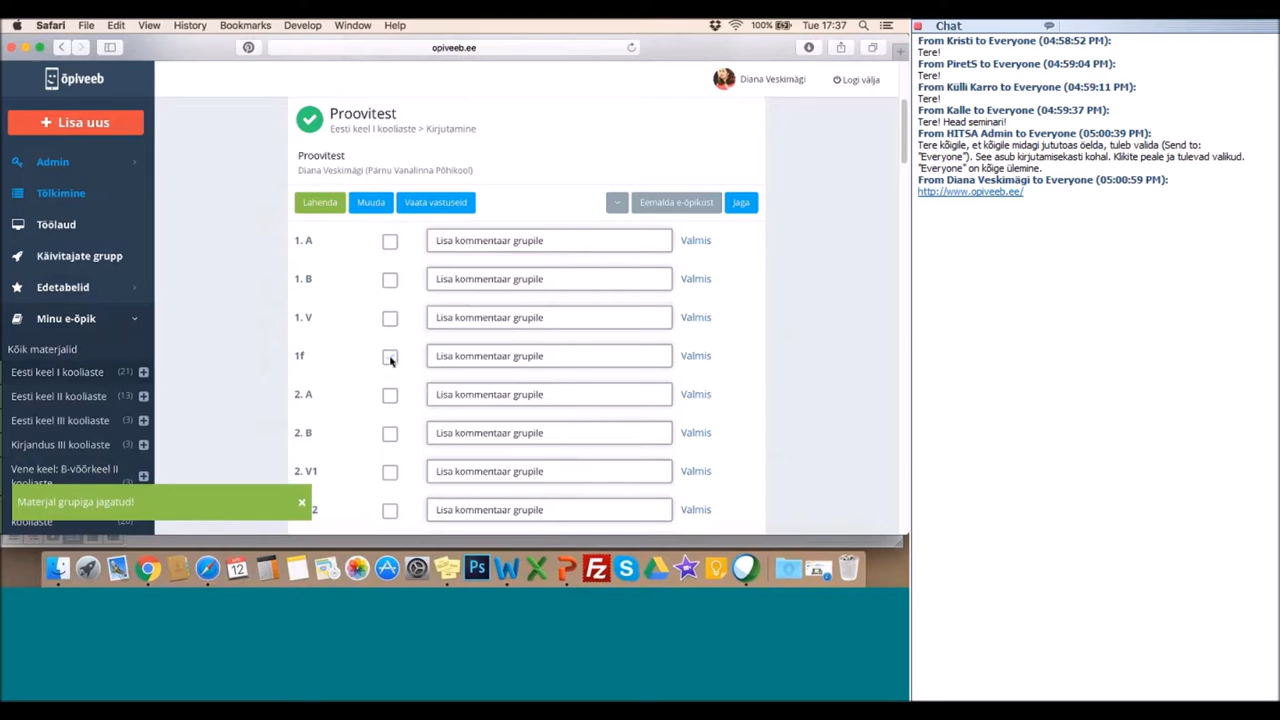 Safari File Edit View History Bookmarks Develop Window Help 100% Tue 17:37
opiveeb.ee
õpiveeb
Diana Veskimägi Logi välja
+ Lisa uus
Admin
Tõlkimine
Töölaud
Käivitajate grupp
Edetabelid
Minu e-õpik
Kõik materjalid
Eesti keel I kooliaste (21)
Eesti keel II kooliaste (13)
Eesti keel III kooliaste (3)
Kirjandus III kooliaste (3)
Vene keel: B-võõrkeel II (3)
kooliaste
Materjal grupiga jagatud! ×
kooliaste
Proovitest
Eesti keel I kooliaste > Kirjutamine
Proovitest
Diana Veskimägi (Pärnu Vanalinna Põhikool)
Lahenda Muuda Vaata vastuseid Eemalda e-õpikust Jaga
1. A Lisa kommentaar grupile Valmis
1. B Lisa kommentaar grupile Valmis
1. V Lisa kommentaar grupile Valmis
1f Lisa kommentaar grupile Valmis
2. A Lisa kommentaar grupile Valmis
2. B Lisa kommentaar grupile Valmis
2. V1 Lisa kommentaar grupile Valmis
2 Lisa kommentaar grupile Valmis
12
Ps
Fz
Chat
From Kristi to Everyone (04:58:52 PM):
Tere!
From PiretS to Everyone (04:59:04 PM):
Tere!
From Külli Karro to Everyone (04:59:11 PM):
Tere!
From Kalle to Everyone (04:59:37 PM):
Tere! Head seminari!
From HITSA Admin to Everyone (05:00:39 PM):
Tere kõigile, et kõigile midagi jututoas öelda, tuleb valida (Send to:
"Everyone"). See asub kirjutamisekasti kohal. Klikite peale ja tulevad valikud.
"Everyone" on kõige ülemine.
From Diana Veskimägi to Everyone (05:00:59 PM):
http://www.opiveeb.ee/